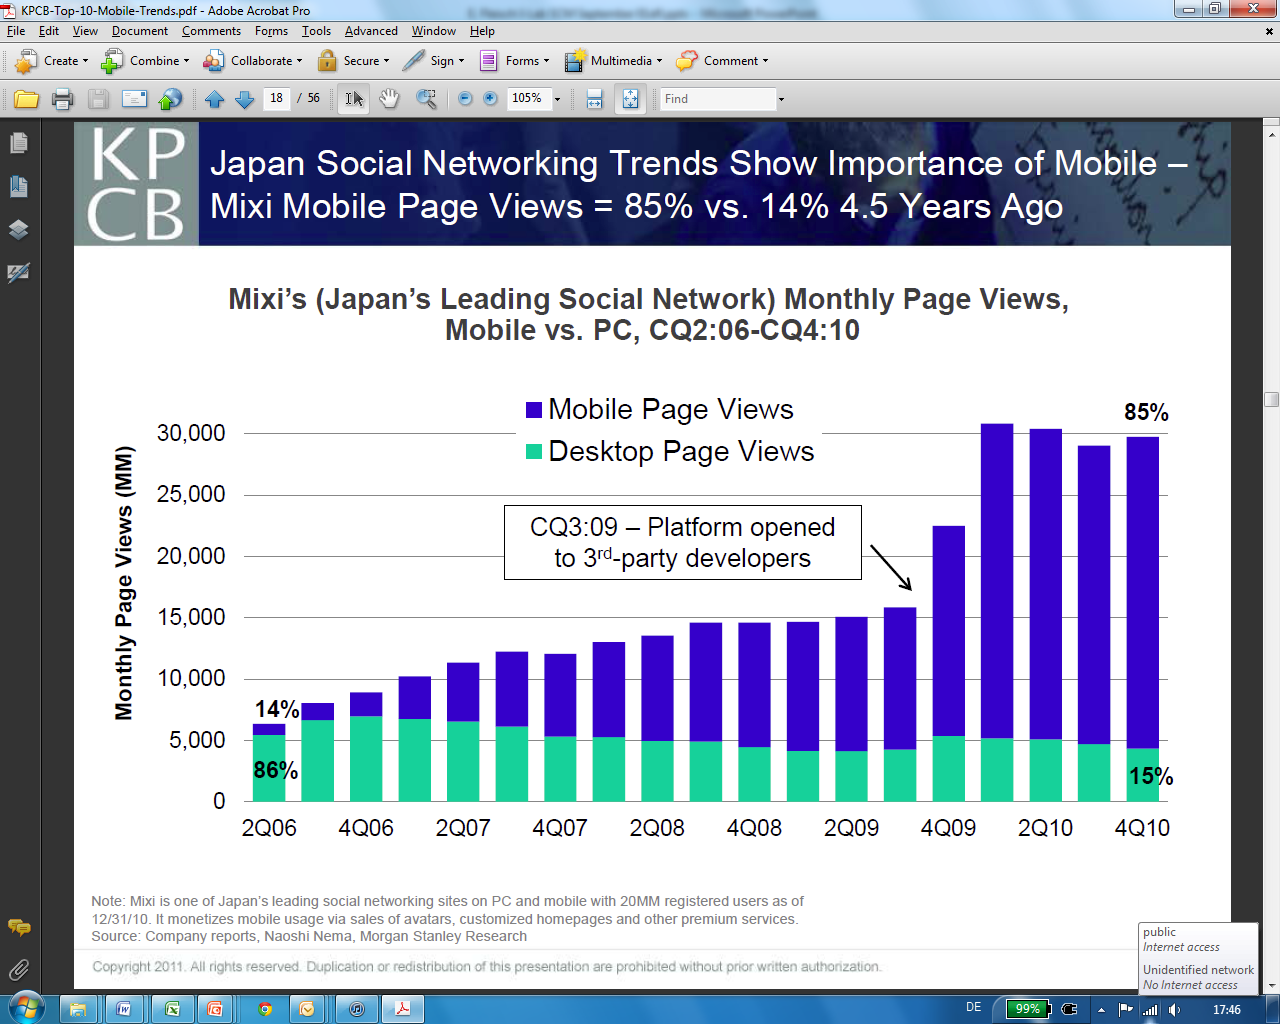 KPCB-Top-10-Mobile-Trends.pdf - Adobe Acrobat Pro
File Edit View Document Comments Forms Tools Advanced Window Help
Create Combine Collaborate Secure Sign Forms Multimedia Comment
18 / 56 105% Find
KP
CB
Japan Social Networking Trends Show Importance of Mobile –
Mixi Mobile Page Views = 85% vs. 14% 4.5 Years Ago
Mixi's (Japan's Leading Social Network) Monthly Page Views,
Mobile vs. PC, CQ2:06-CQ4:10
Mobile Page Views
Desktop Page Views
85%
Monthly Page Views (MM)
30,000
25,000
20,000
15,000
10,000
5,000
0
CQ3:09 – Platform opened
to 3rd-party developers
14%
86%
15%
2Q06 4Q06 2Q07 4Q07 2Q08 4Q08 2Q09 4Q09 2Q10 4Q10
Note: Mixi is one of Japan's leading social networking sites on PC and mobile with 20MM registered users as of
12/31/10. It monetizes mobile usage via sales of avatars, customized homepages and other premium services.
Source: Company reports, Naoshi Nema, Morgan Stanley Research
Copyright 2011. All rights reserved. Duplication or redistribution of this presentation are prohibited without prior written authorization.
public
Internet access
Unidentified network
No Internet access
DE 99% 17:46